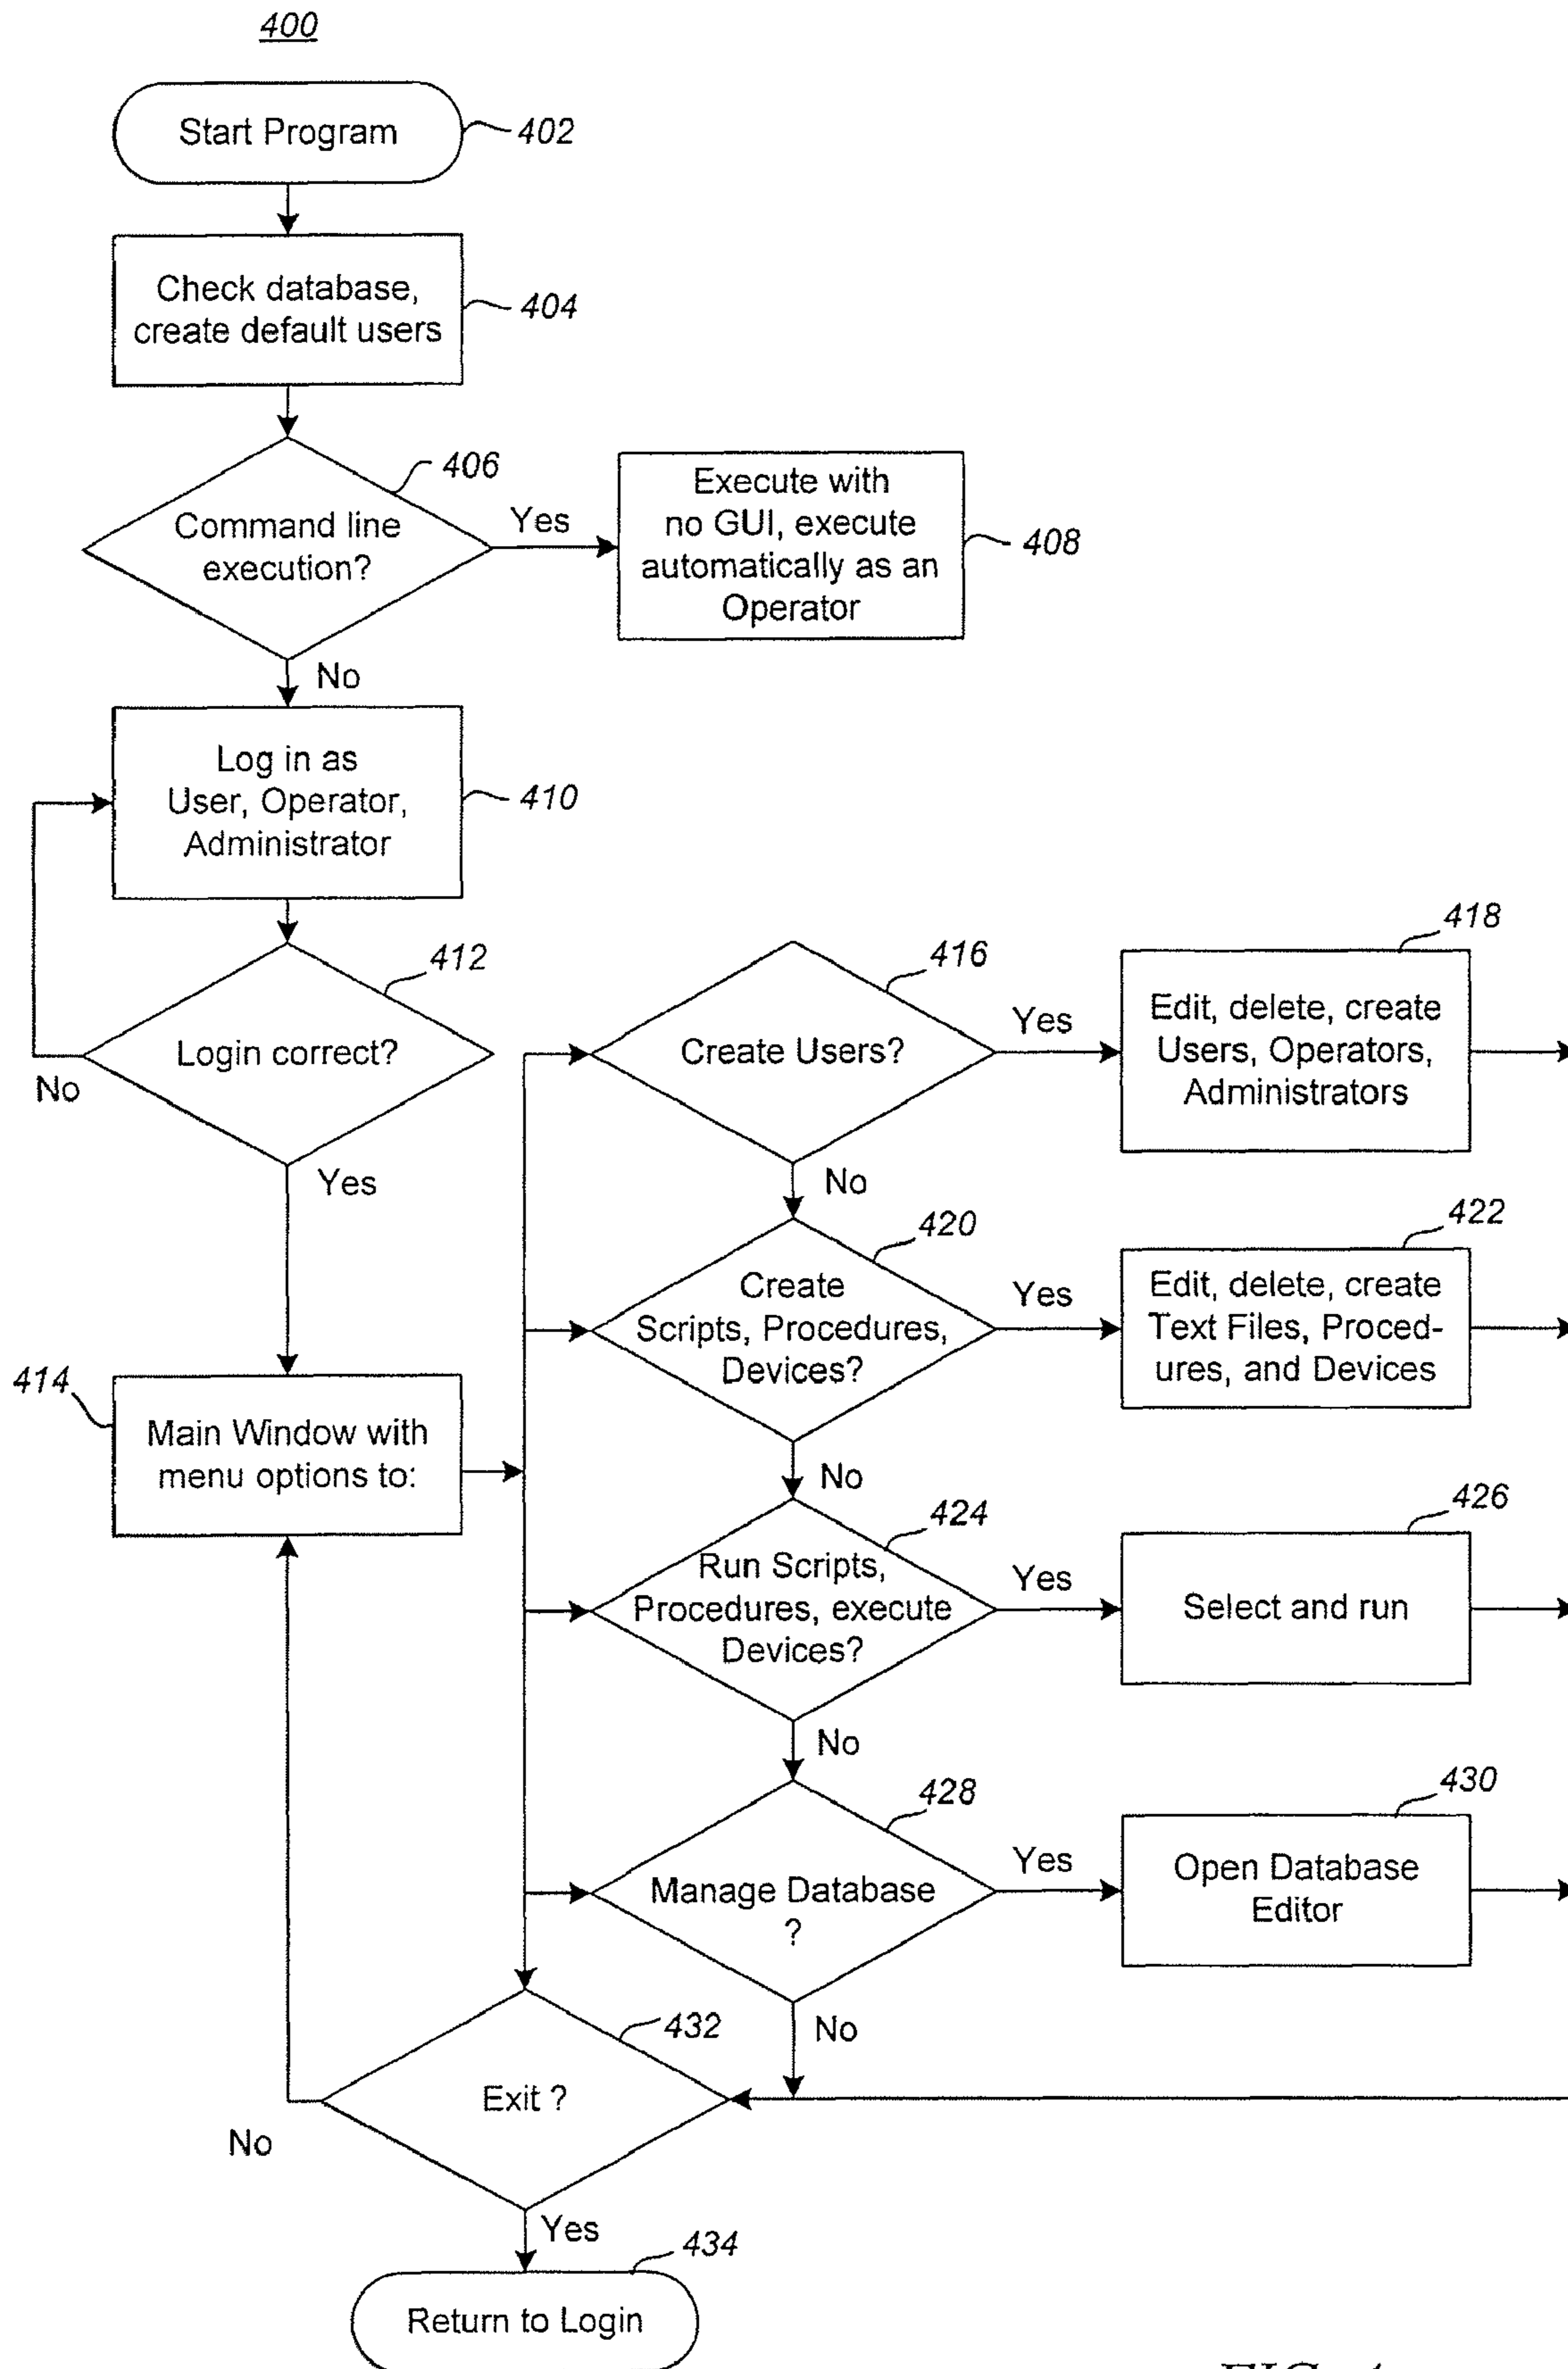 400
Start Program
402
Check database,
create default users
404
406
Command line
execution?
Yes
Execute with
no GUI, execute
automatically as an
Operator
408
No
Log in as
User, Operator,
Administrator
410
412
Login correct?
No
Yes
414
Main Window with
menu options to:
416
Create Users?
Yes
418
Edit, delete, create
Users, Operators,
Administrators
No
420
Create
Scripts, Procedures,
Devices?
Yes
422
Edit, delete, create
Text Files, Proced-
ures, and Devices
No
424
Run Scripts,
Procedures, execute
Devices?
Yes
426
Select and run
No
428
Manage Database
?
Yes
430
Open Database
Editor
No
432
Exit ?
No
Yes
434
Return to Login